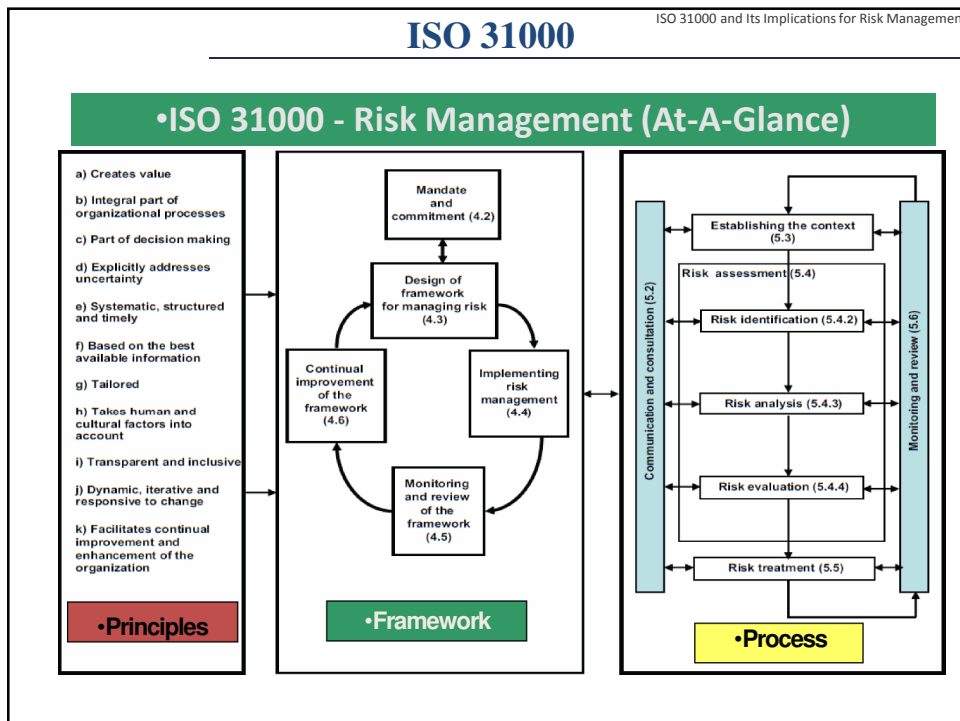 ISO 31000 and Its Implications for Risk Managemen
ISO 31000
•ISO 31000 - Risk Management (At-A-Glance)
a) Creates value
b) Integral part of
organizational processes
c) Part of decision making
d) Explicitly addresses
uncertainty
e) Systematic, structured
and timely
f) Based on the best
available information
g) Tailored
h) Takes human and
cultural factors into
account
i) Transparent and inclusive
j) Dynamic, iterative and
responsive to change
k) Facilitates continual
improvement and
enhancement of the
organization
•Principles
Mandate
and
commitment (4.2)
Design of
framework
for managing risk
(4.3)
Continual
improvement
of the
framework
(4.6)
Implementing
risk
management
(4.4)
Monitoring
and review
of the
framework
(4.5)
•Framework
Communication and consultation (5.2)
Establishing the context
(5.3)
Risk assessment (5.4)
Risk identification (5.4.2)
Risk analysis (5.4.3)
Risk evaluation (5.4.4)
Risk treatment (5.5)
Monitoring and review (5.6)
•Process